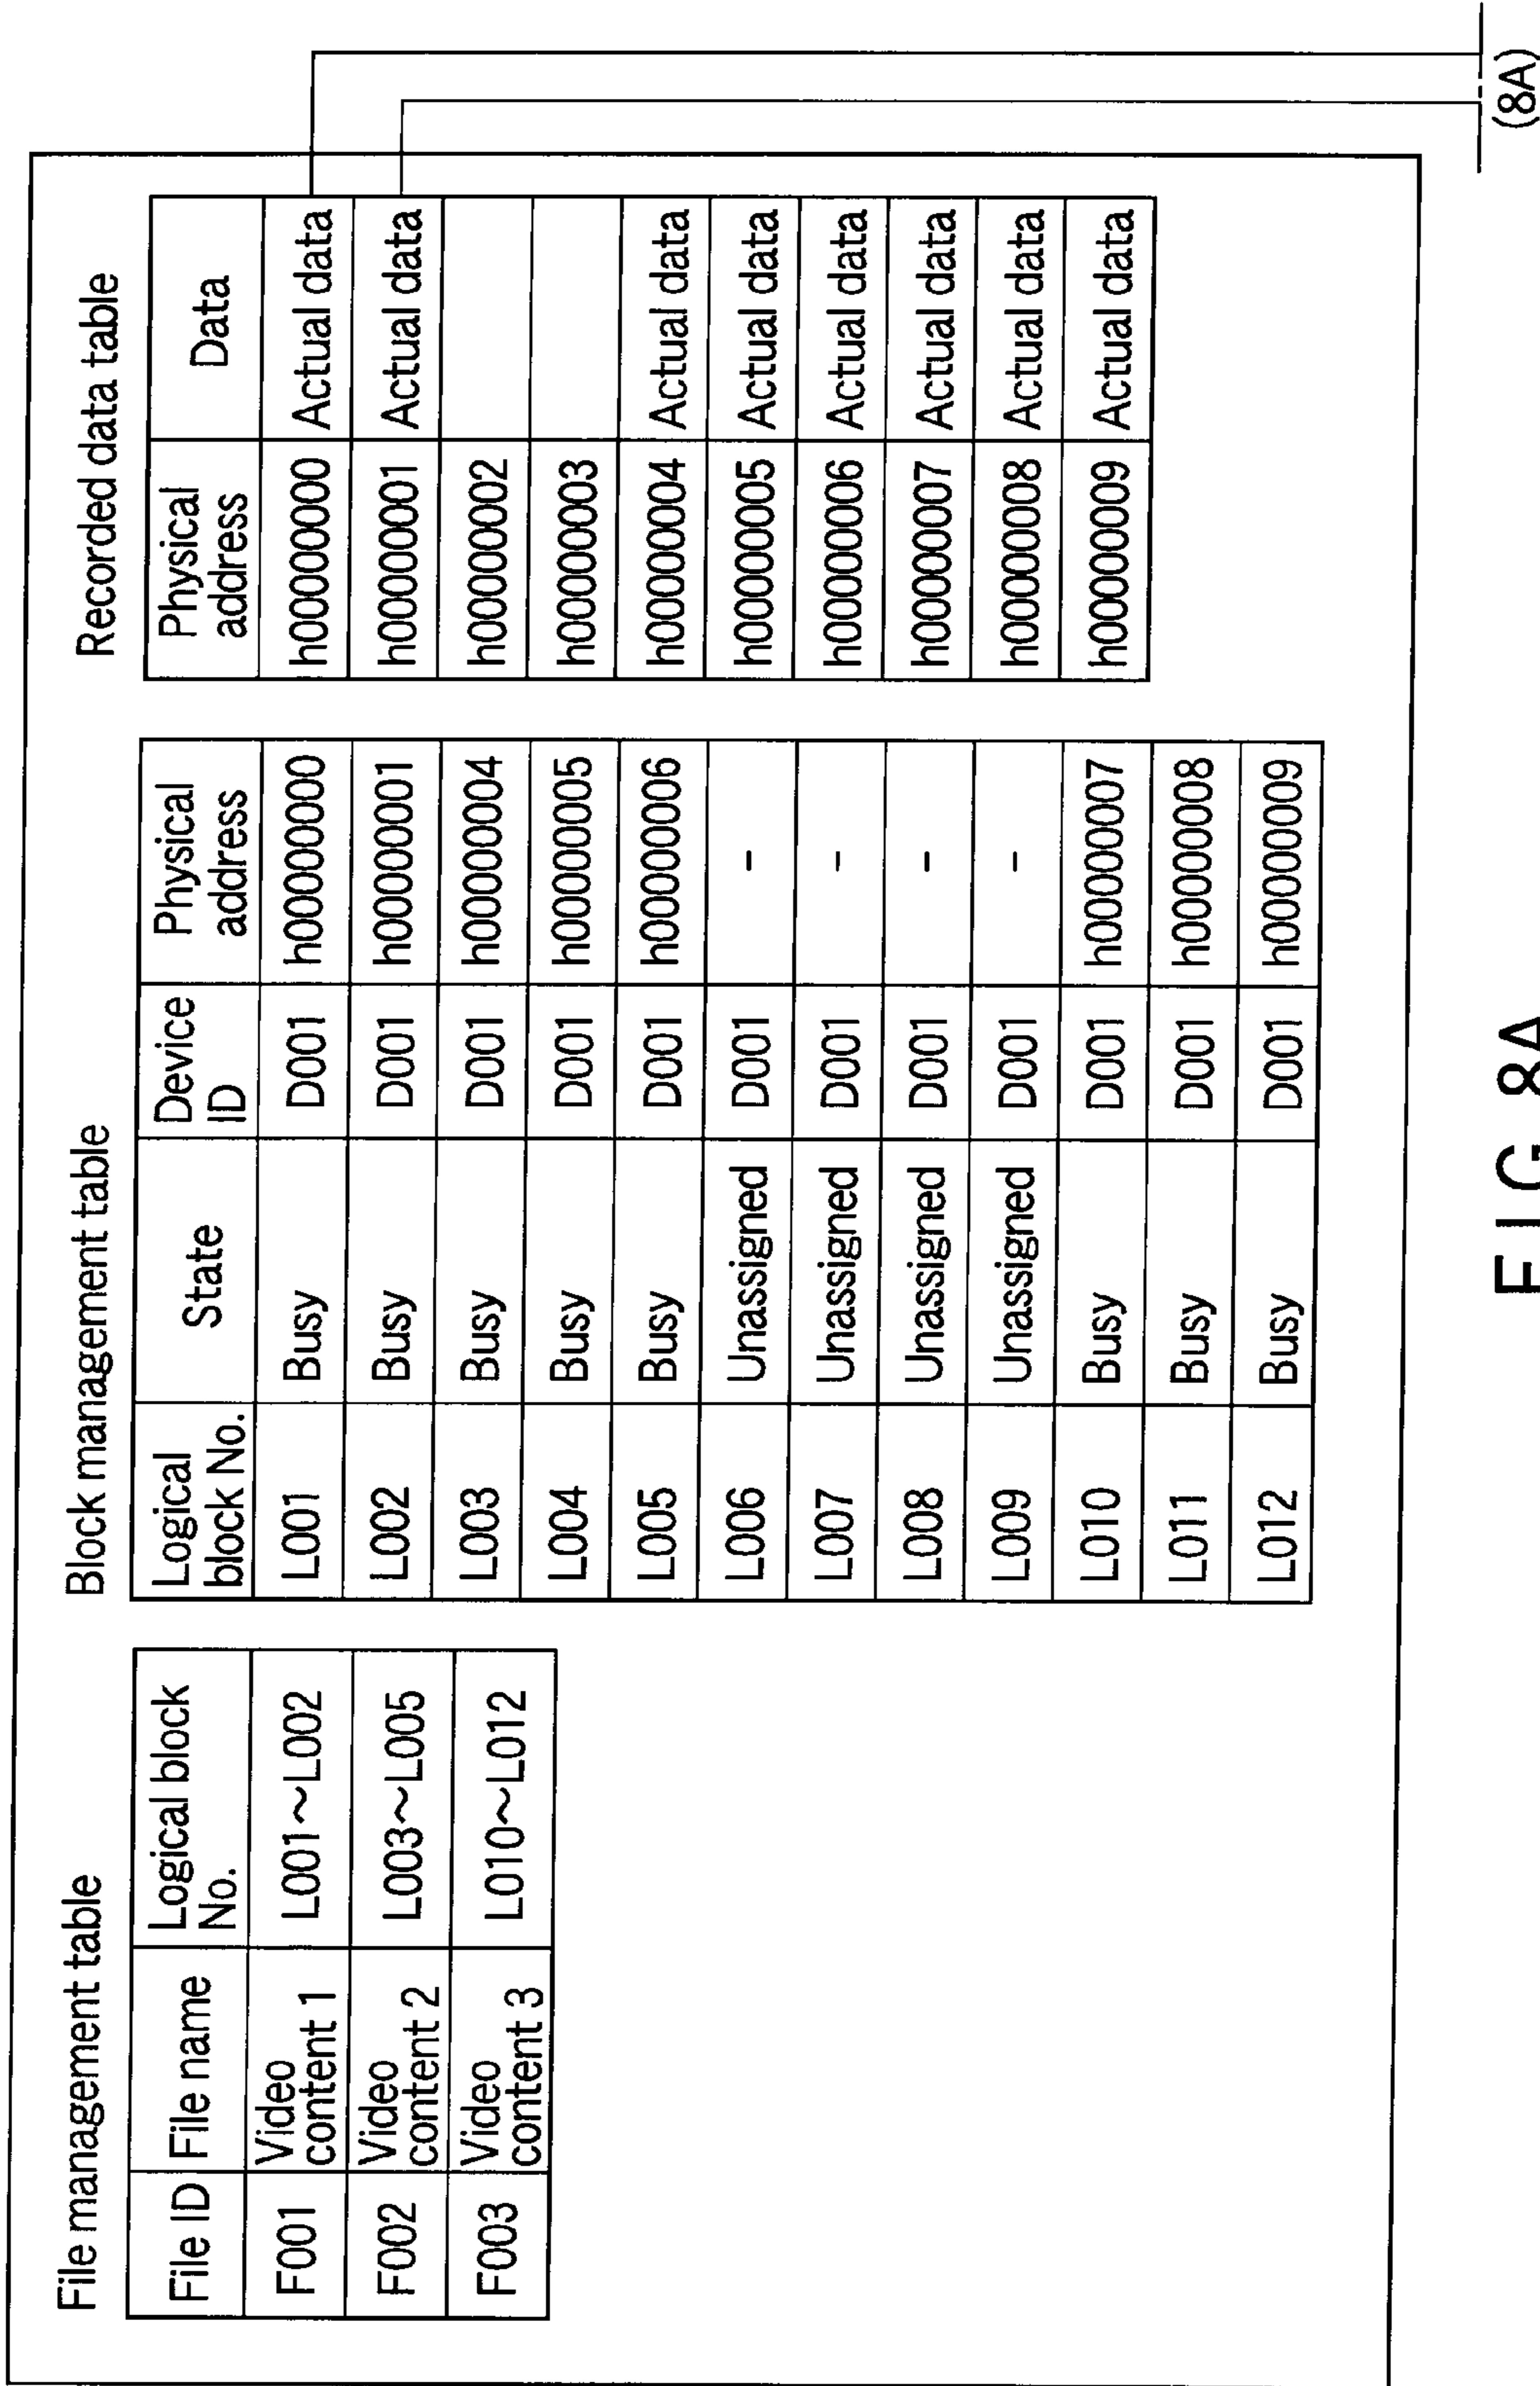 File management table
File ID File name Logical block
No.
F001 Video
content 1 L001~L002
F002 Video
content 2 L003~L005
F003 Video
content 3 L010~L012
Block management table
Logical
block No. State Device
ID Physical
address
L001 Busy D001 h00000000
L002 Busy D001 h00000001
L003 Busy D001 h00000004
L004 Busy D001 h00000005
L005 Busy D001 h00000006
L006 Unassigned D001 -
L007 Unassigned D001 -
L008 Unassigned D001 -
L009 Unassigned D001 -
L010 Busy D001 h00000007
L011 Busy D001 h00000008
L012 Busy D001 h00000009
Recorded data table
Physical
address Data
h00000000 Actual data
h00000001 Actual data
h00000002
h00000003
h00000004 Actual data
h00000005 Actual data
h00000006 Actual data
h00000007 Actual data
h00000008 Actual data
h00000009 Actual data
(8A)
FIG. 8A